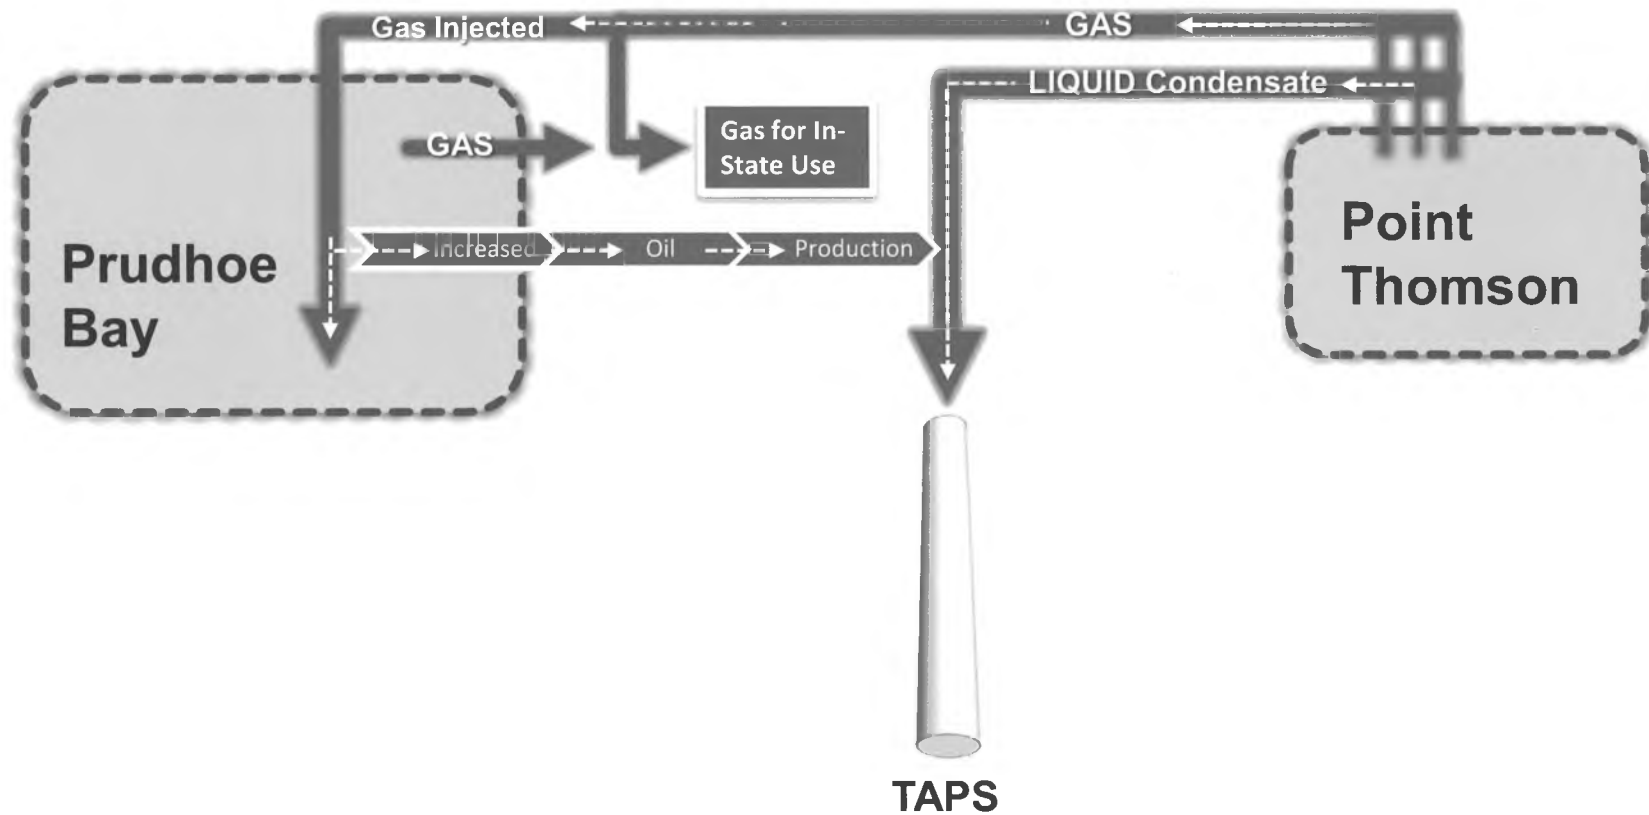 Gas Injected
GAS
LIQUID Condensate
GAS
Gas for In-
State Use
Increased
Oil
Production
Prudhoe
Bay
Point
Thomson
TAPS